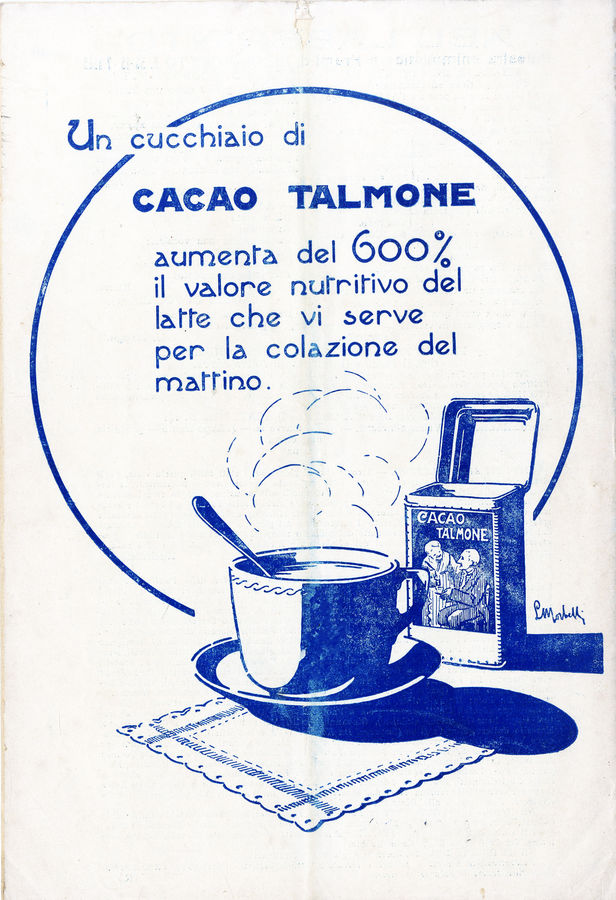 Un cucchiaio di
CACAO TALMONE
aumenta del 600%
il valore nutritivo del
latte che vi serve
per la colazione del
mattino.
CACAO
TALMONE